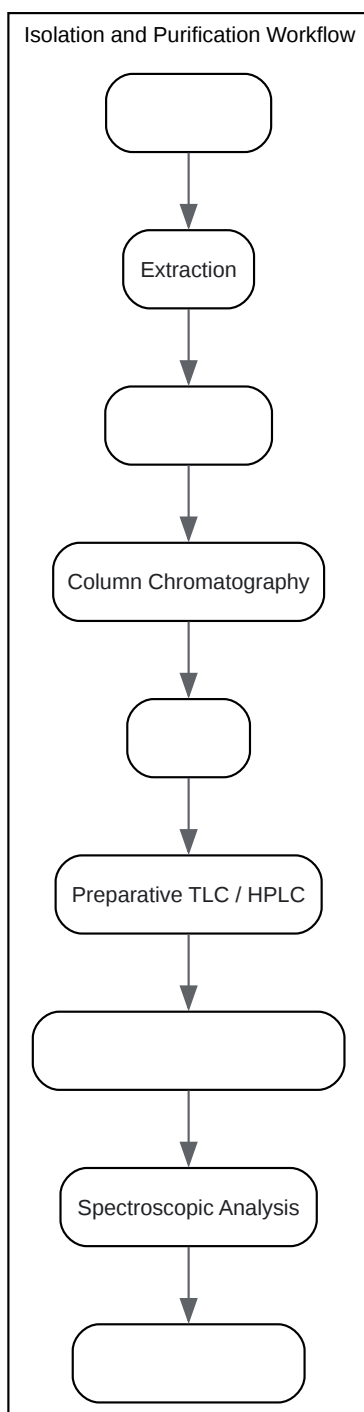 Isolation and Purification Workflow
Extraction
Column Chromatography
Preparative TLC / HPLC
Spectroscopic Analysis